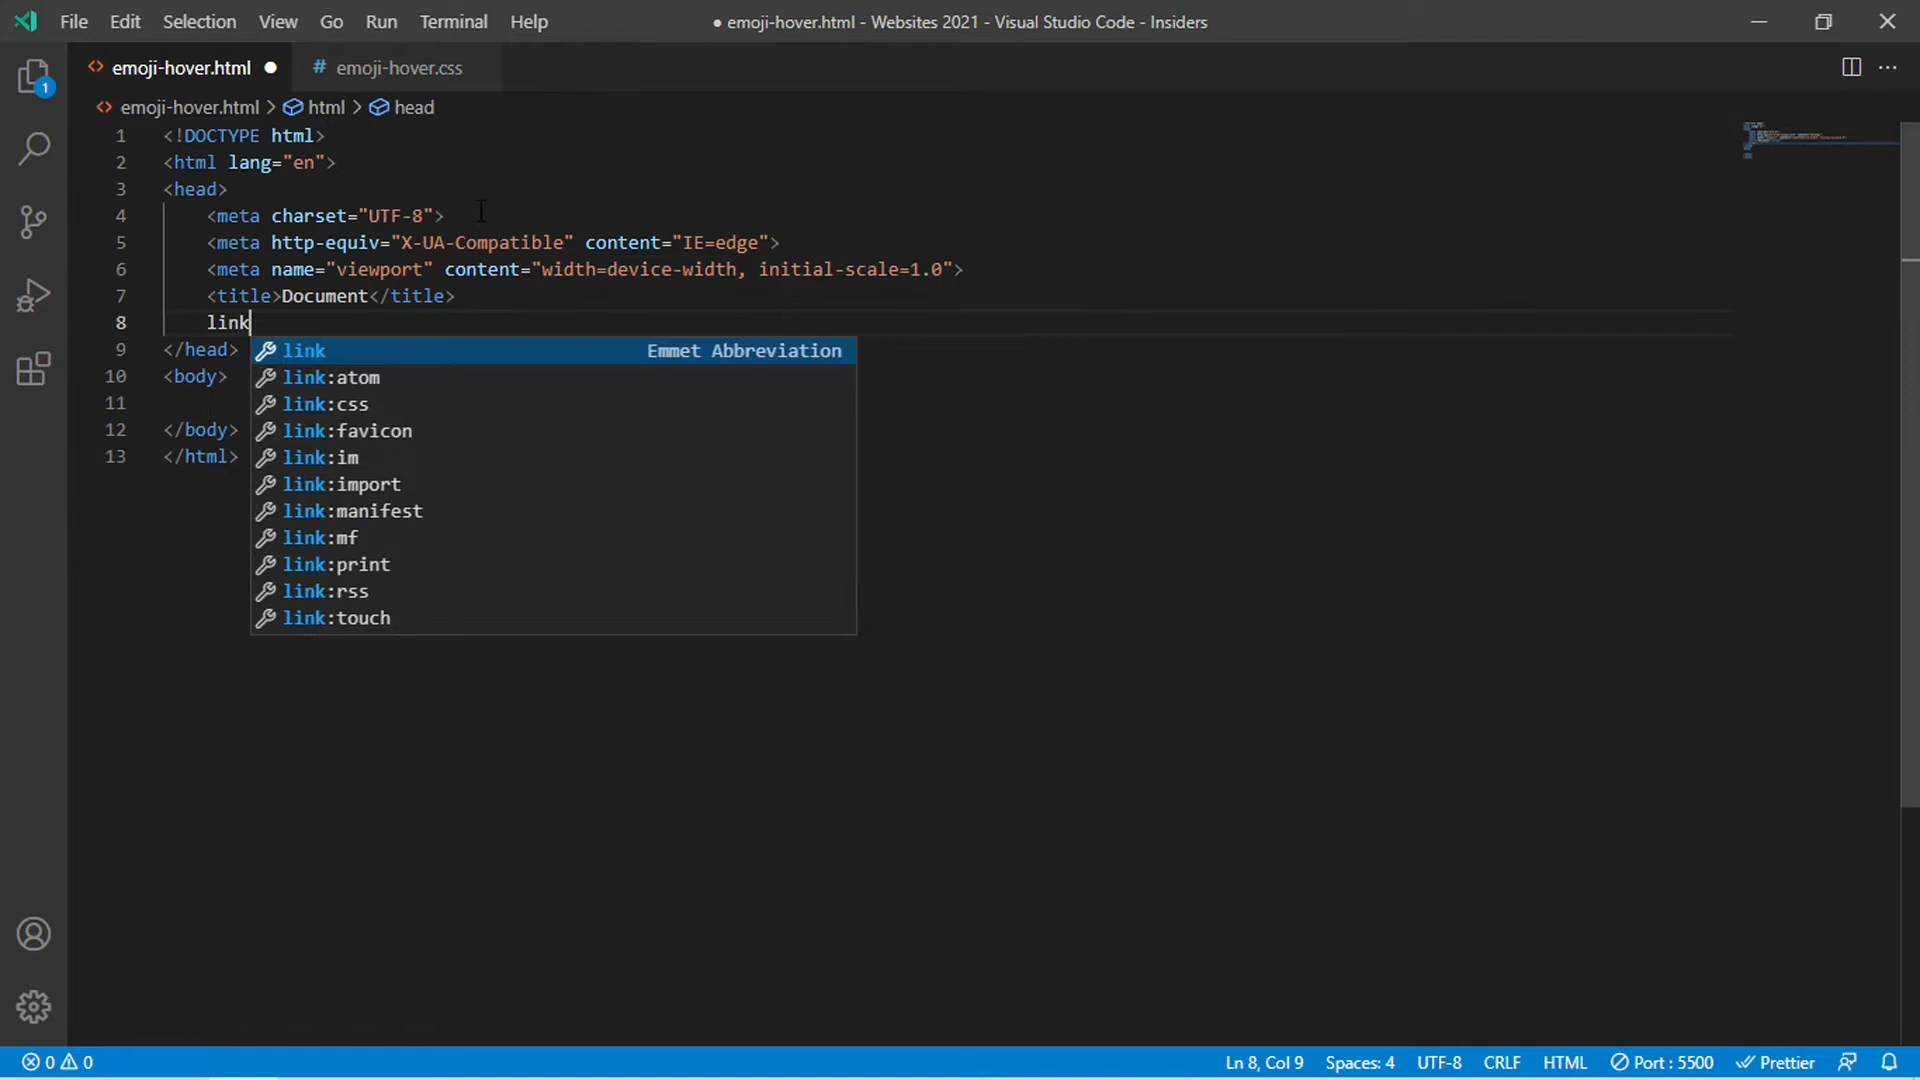 File Edit Selection View Go Run Terminal Help ● emoji-hover.html - Websites 2021 - Visual Studio Code - Insiders
emoji-hover.html # emoji-hover.css
emoji-hover.html > html > head
1 <!DOCTYPE html>
2 <html lang="en">
3 <head>
4 <meta charset="UTF-8">
5 <meta http-equiv="X-UA-Compatible" content="IE=edge">
6 <meta name="viewport" content="width=device-width, initial-scale=1.0">
7 <title>Document</title>
8 link
9 </head> link Emmet Abbreviation
10 <body> link:atom
11 link:css
12 </body> link:favicon
13 </html> link:im
link:import
link:manifest
link:mf
link:print
link:rss
link:touch
1
0 0 Ln 8, Col 9 Spaces: 4 UTF-8 CRLF HTML Port : 5500 Prettier